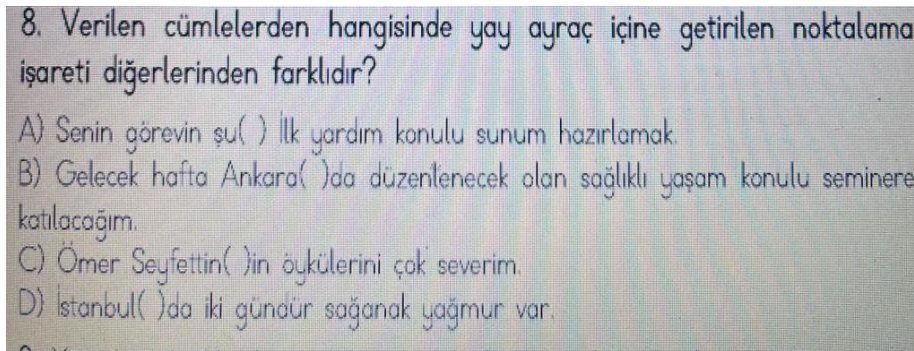 8. Verilen cümlelerden hangisinde yay ayraç içine getirilen noktalama
işareti diğerlerinden farklıdır?
A) Senin görevin şu( ) İlk yardım konulu sunum hazırlamak.
B) Gelecek hafta Ankara( )da düzenlenecek olan sağlıklı yaşam konulu seminere
katılacağım.
C) Ömer Seyfettin( )in öykülerini çok severim.
D) İstanbul( )da iki gündür sağanak yağmur var.